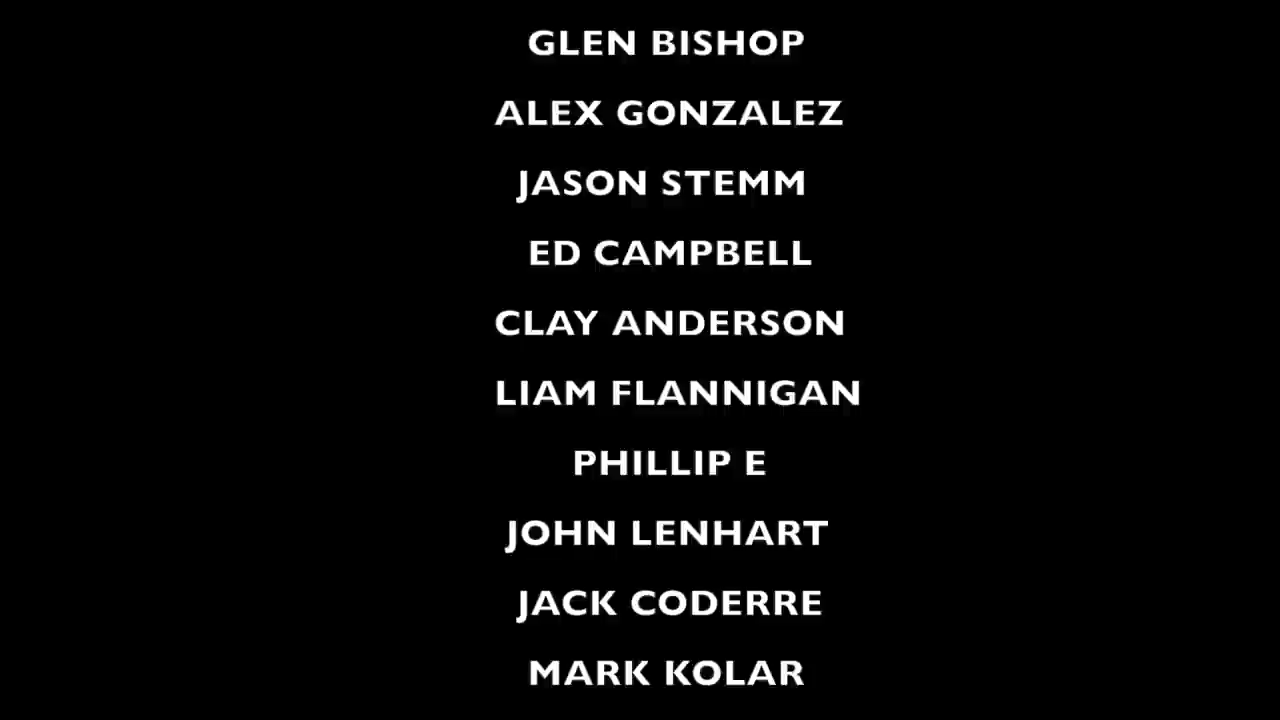 GLEN BISHOP
ALEX GONZALEZ
JASON STEMM
ED CAMPBELL
CLAY ANDERSON
LIAM FLANNIGAN
PHILLIP E
JOHN LENHART
JACK CODERRE
MARK KOLAR